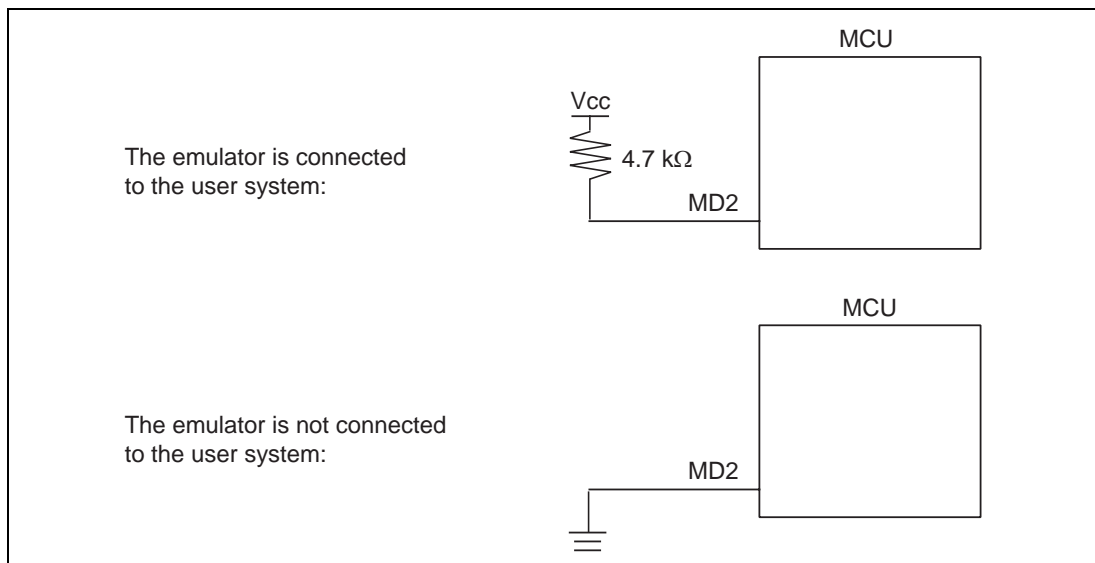 MCU
Vcc
The emulator is connected
to the user system:
4.7 kΩ
MD2
MCU
The emulator is not connected
to the user system:
MD2